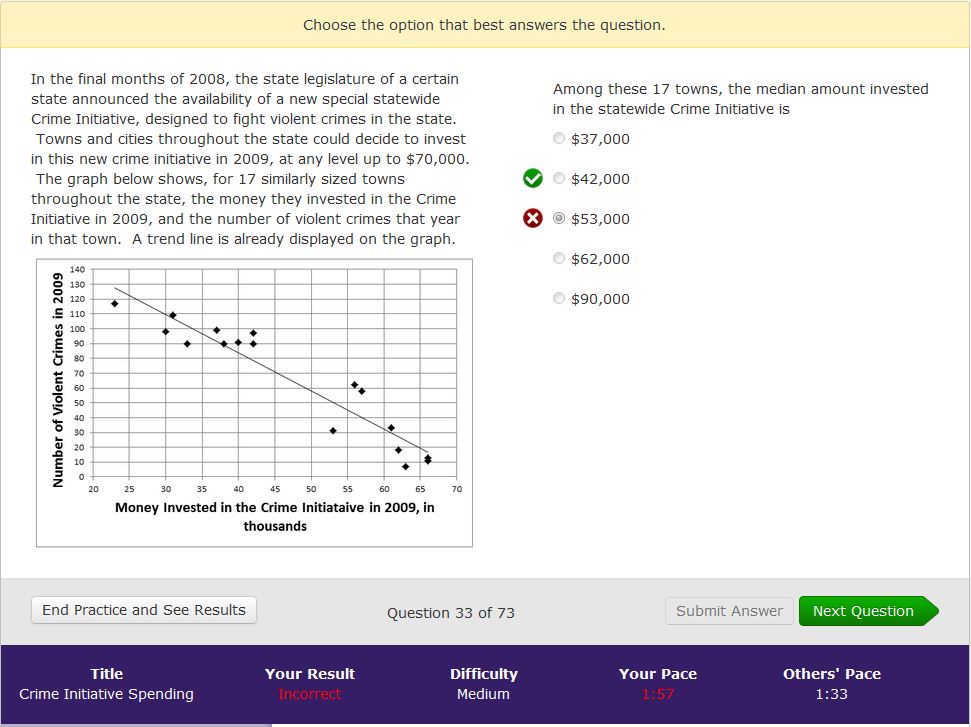 Choose the option that best answers the question.
In the final months of 2008, the state legislature of a certain
state announced the availability of a new special statewide
Crime Initiative, designed to fight violent crimes in the state.
Towns and cities throughout the state could decide to invest
in this new crime initiative in 2009, at any level up to $70,000.
The graph below shows, for 17 similarly sized towns
throughout the state, the money they invested in the Crime
Initiative in 2009, and the number of violent crimes that year
in that town. A trend line is already displayed on the graph.
Number of Violent Crimes in 2009
140
130
120
110
100
90
80
70
60
50
40
30
20
10
0
20 25 30 35 40 45 50 55 60 65 70
Money Invested in the Crime Initiataive in 2009, in
thousands
Among these 17 towns, the median amount invested
in the statewide Crime Initiative is
$37,000
$42,000
$53,000
$62,000
$90,000
End Practice and See Results
Question 33 of 73
Submit Answer
Next Question
Title Your Result Difficulty Your Pace Others' Pace
Crime Initiative Spending Incorrect Medium 1:57 1:33